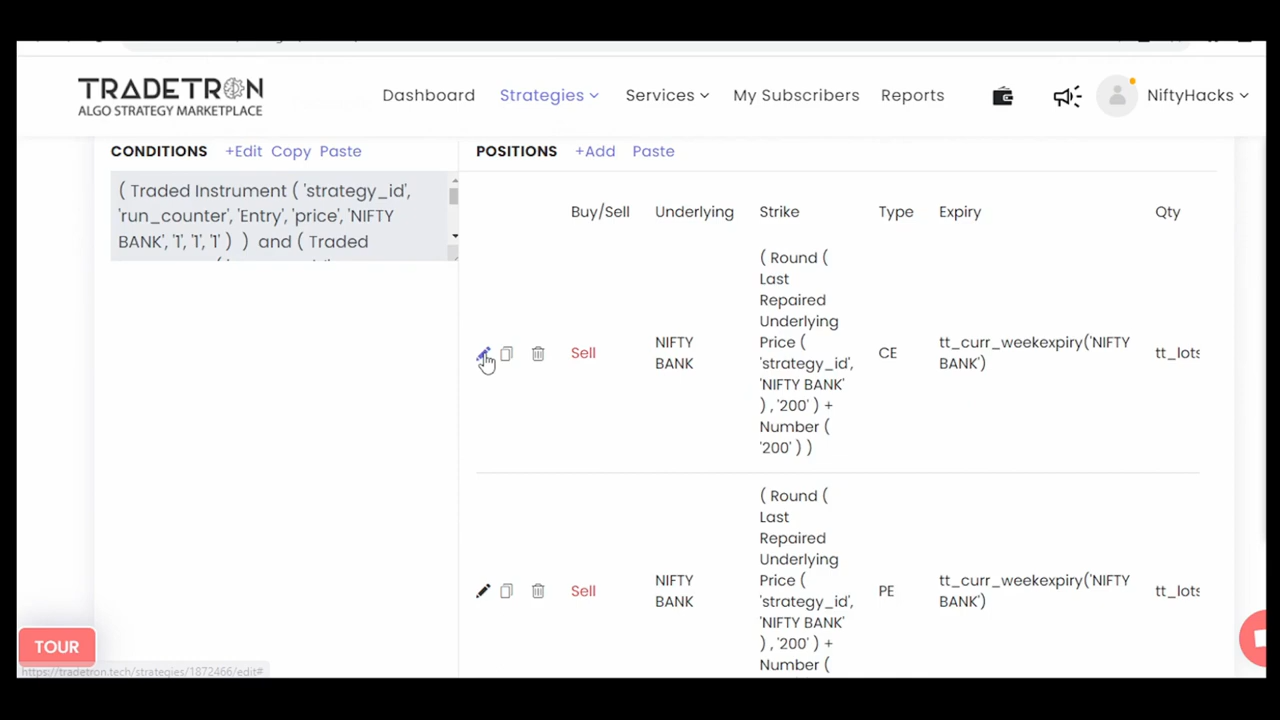 TRADETRON
ALGO STRATEGY MARKETPLACE
Dashboard
Strategies
Services
My Subscribers
Reports
NiftyHacks
CONDITIONS
+Edit
Copy
Paste
( Traded Instrument ( 'strategy_id',
'run_counter', 'Entry', 'price', 'NIFTY
BANK', '1', '1', '1' )  )  and ( Traded
POSITIONS
+Add
Paste
Buy/Sell
Underlying
Strike
Type
Expiry
Qty
Sell
NIFTY
BANK
( Round (
Last
Repaired
Underlying
Price (
'strategy_id',
'NIFTY BANK'
) , '200' ) +
Number (
'200' ) )
CE
tt_curr_weekexpiry('NIFTY
BANK')
tt_lots
Sell
NIFTY
BANK
( Round (
Last
Repaired
Underlying
Price (
'strategy_id',
'NIFTY BANK'
) , '200' ) +
Number (
PE
tt_curr_weekexpiry('NIFTY
BANK')
tt_lots
TOUR
https://tradetron.tech/strategies/1872466/edit#